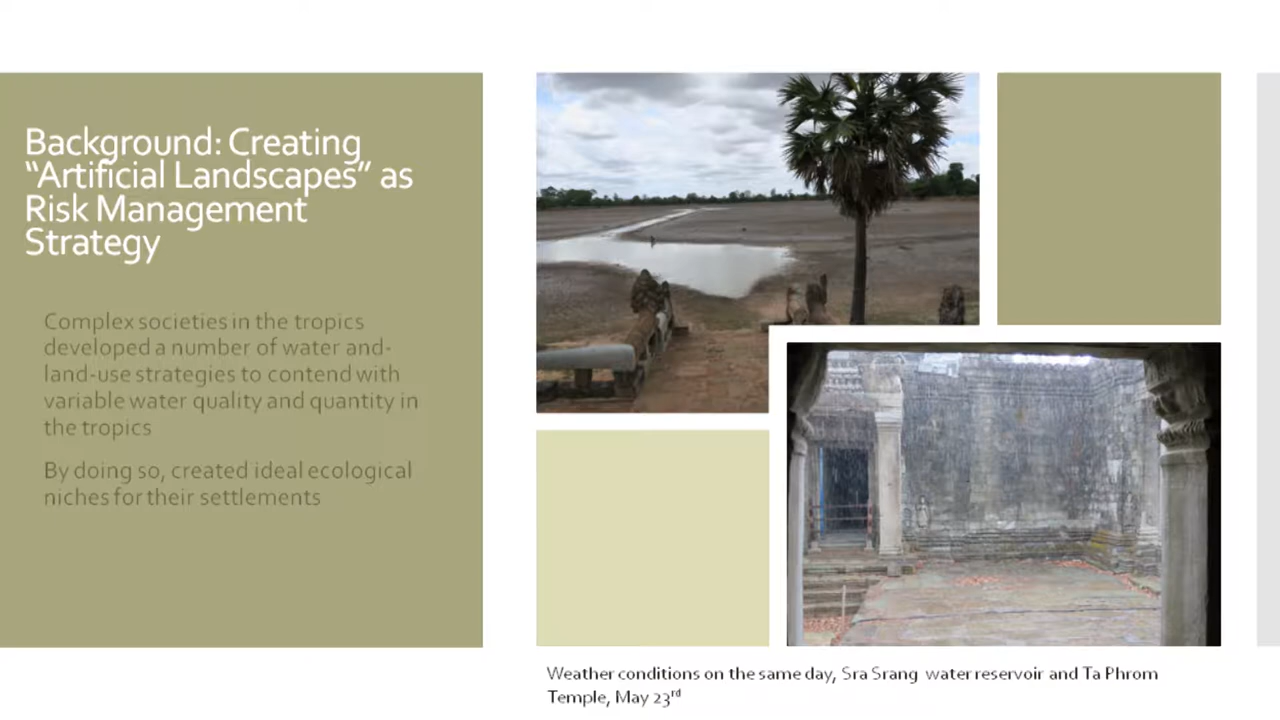 Background: Creating
“Artificial Landscapes” as
Risk Management
Strategy
Complex societies in the tropics
developed a number of water and-
land-use strategies to contend with
variable water quality and quantity in
the tropics
By doing so, created ideal ecological
niches for their settlements
Weather conditions on the same day, Sra Srang water reservoir and Ta Phrom
Temple, May 23rd